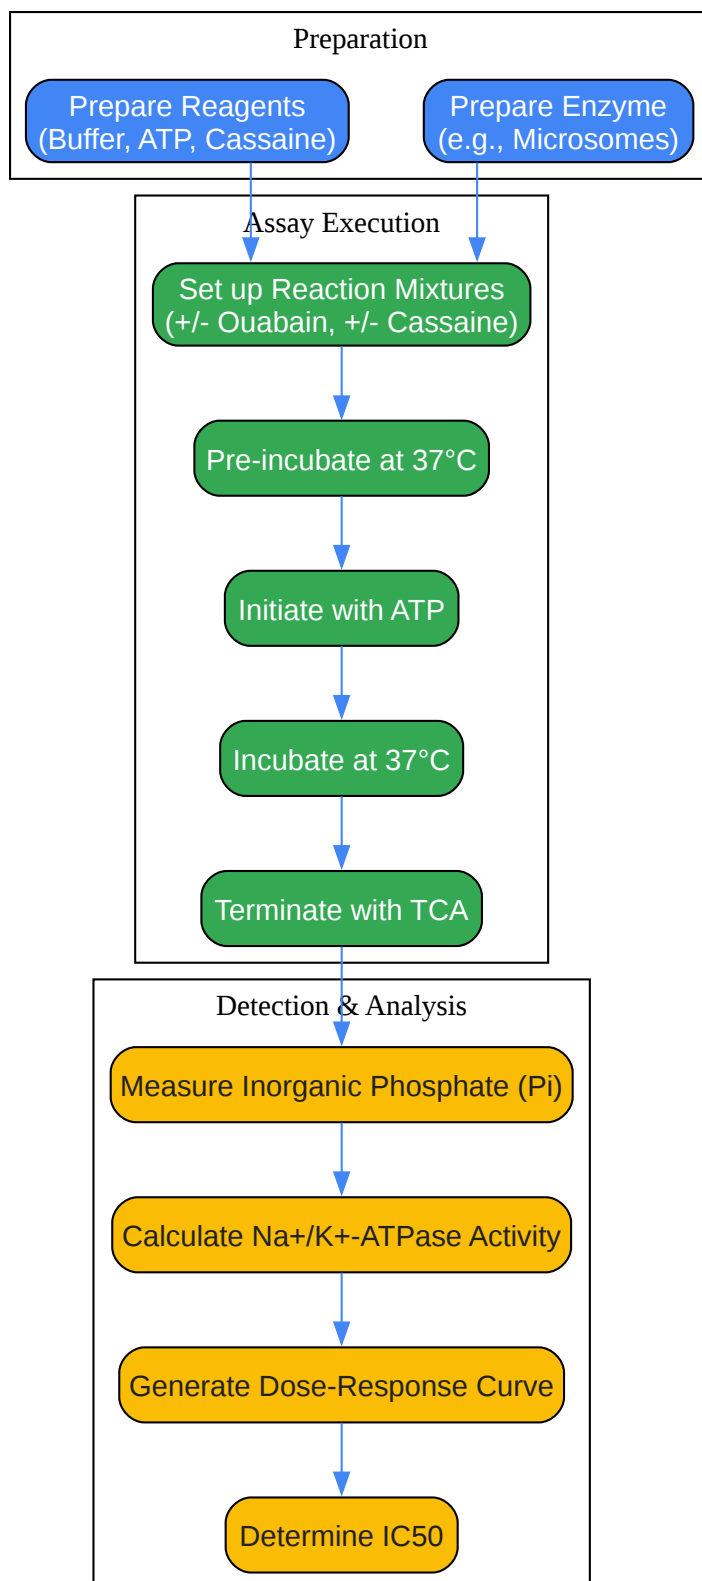 Preparation
Prepare Reagents
(Buffer, ATP, Cassaine)
Prepare Enzyme
(e.g., Microsomes)
Assay Execution
Set up Reaction Mixtures
(+/- Ouabain, +/- Cassaine)
Pre-incubate at 37°C
Initiate with ATP
Incubate at 37°C
Terminate with TCA
Detection & Analysis
Measure Inorganic Phosphate (Pi)
Calculate Na+/K+-ATPase Activity
Generate Dose-Response Curve
Determine IC50